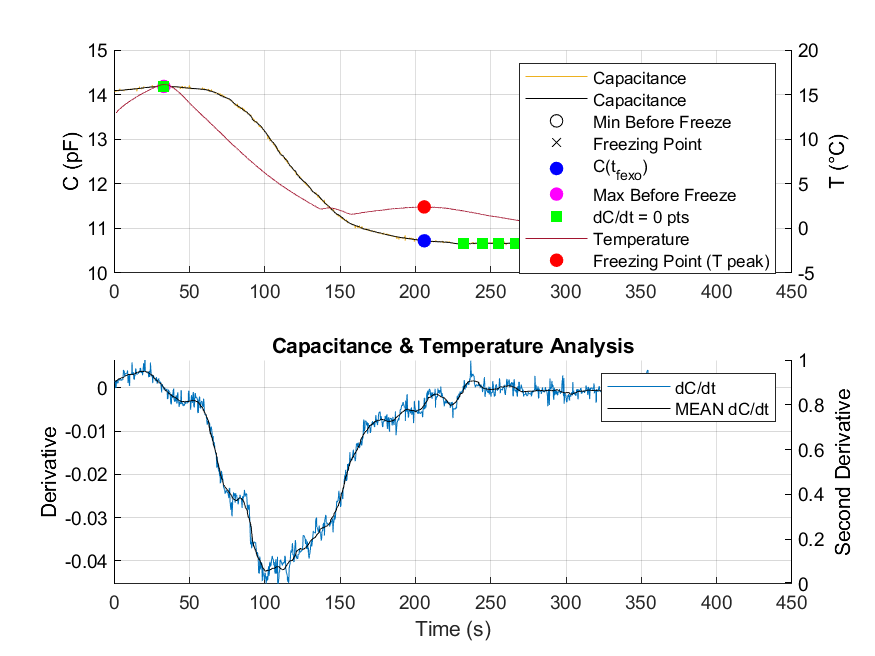 15
14
13
12
11
10
C (pF)
20
15
10
5
0
-5
T (°C)
Capacitance
Capacitance
Min Before Freeze
Freezing Point
C(t_fexo)
Max Before Freeze
dC/dt = 0 pts
Temperature
Freezing Point (T peak)
0 50 100 150 200 250 300 350 400 450
Capacitance & Temperature Analysis
0
-0.01
-0.02
-0.03
-0.04
Derivative
1
0.8
0.6
0.4
0.2
0
Second Derivative
dC/dt
MEAN dC/dt
0 50 100 150 200 250 300 350 400 450
Time (s)